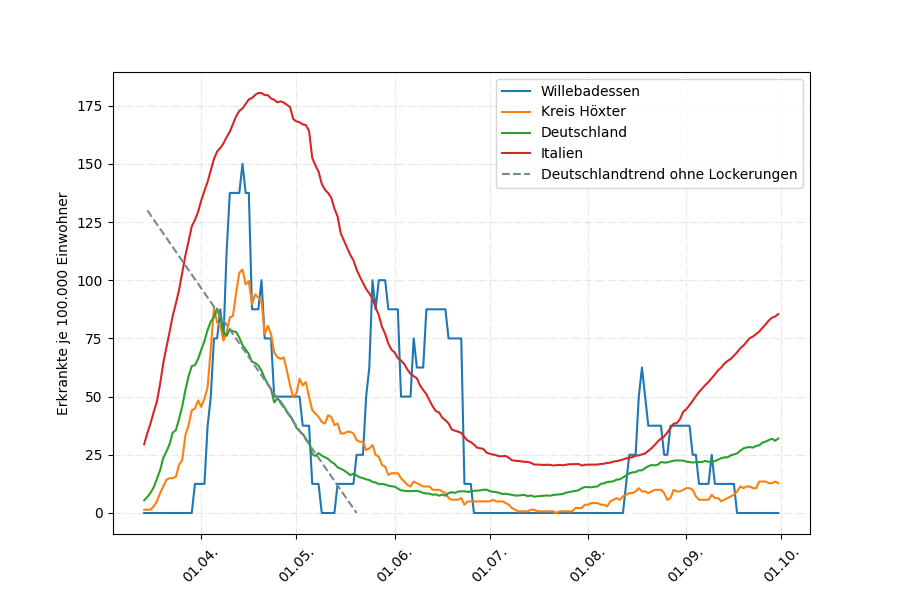 Willebadessen
Kreis Höxter
Deutschland
Italien
Deutschlandtrend ohne Lockerungen
Erkrankte je 100.000 Einwohner
175
150
125
100
75
50
25
0
01.04.
01.05.
01.06.
01.07.
01.08.
01.09.
01.10.